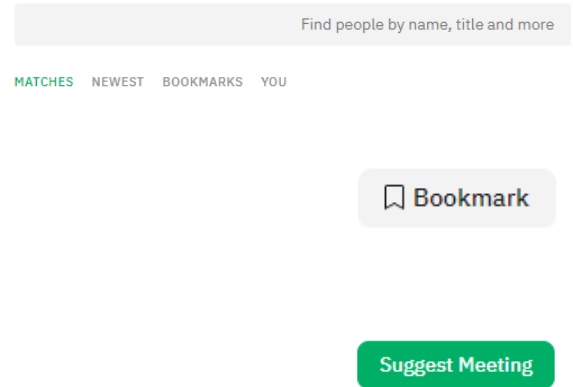 Find people by name, title and more
MATCHES NEWEST BOOKMARKS YOU
Bookmark
Suggest Meeting